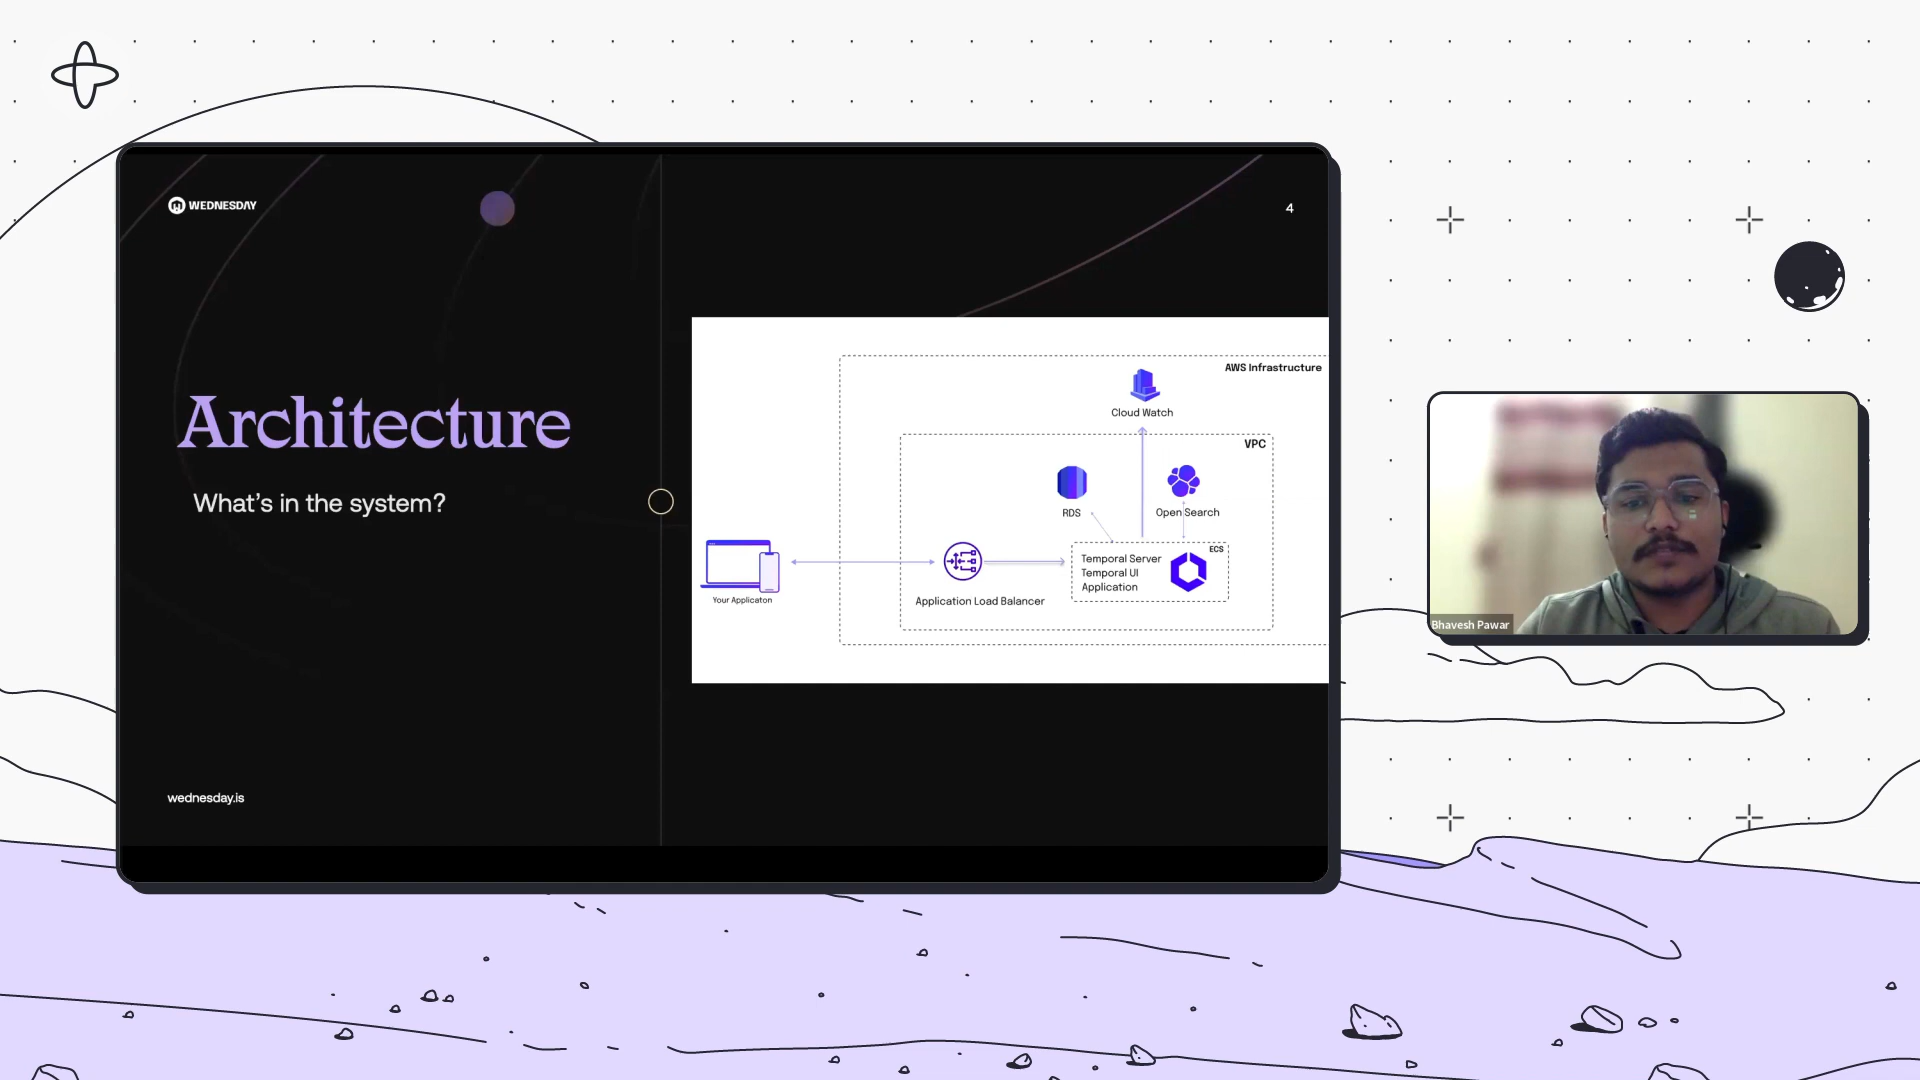 WEDNESDAY
4
Architecture
What's in the system?
wednesday.is
AWS Infrastructure
Cloud Watch
VPC
RDS
Open Search
ECS
Temporal Server
Temporal UI
Application
Your Applicaton
Application Load Balancer
Bhavesh Pawar